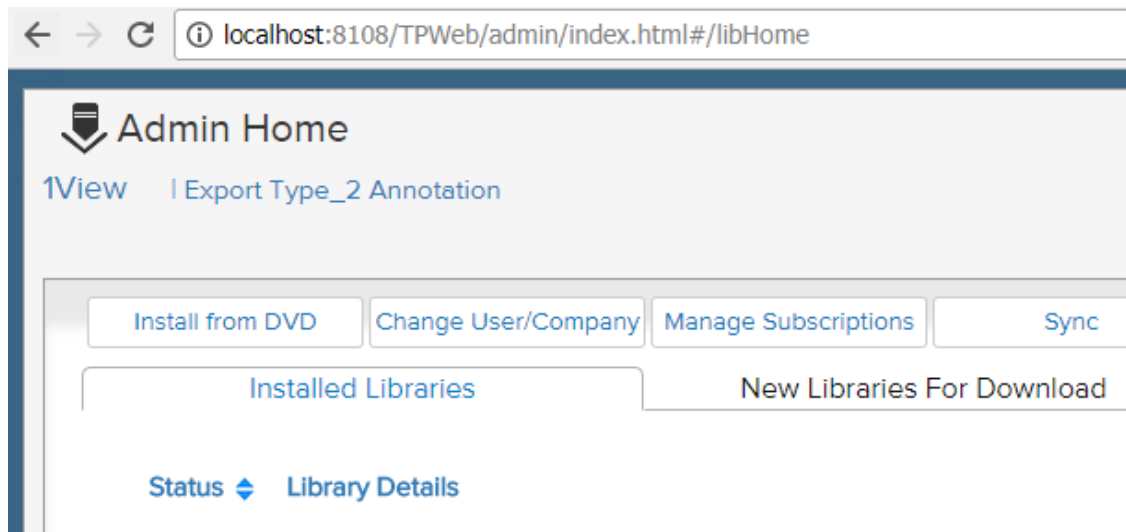 localhost:8108/TPWeb/admin/index.html#/libHome
Admin Home
1View | Export Type_2 Annotation
Install from DVD Change User/Company Manage Subscriptions Sync
Installed Libraries New Libraries For Download
Status Library Details